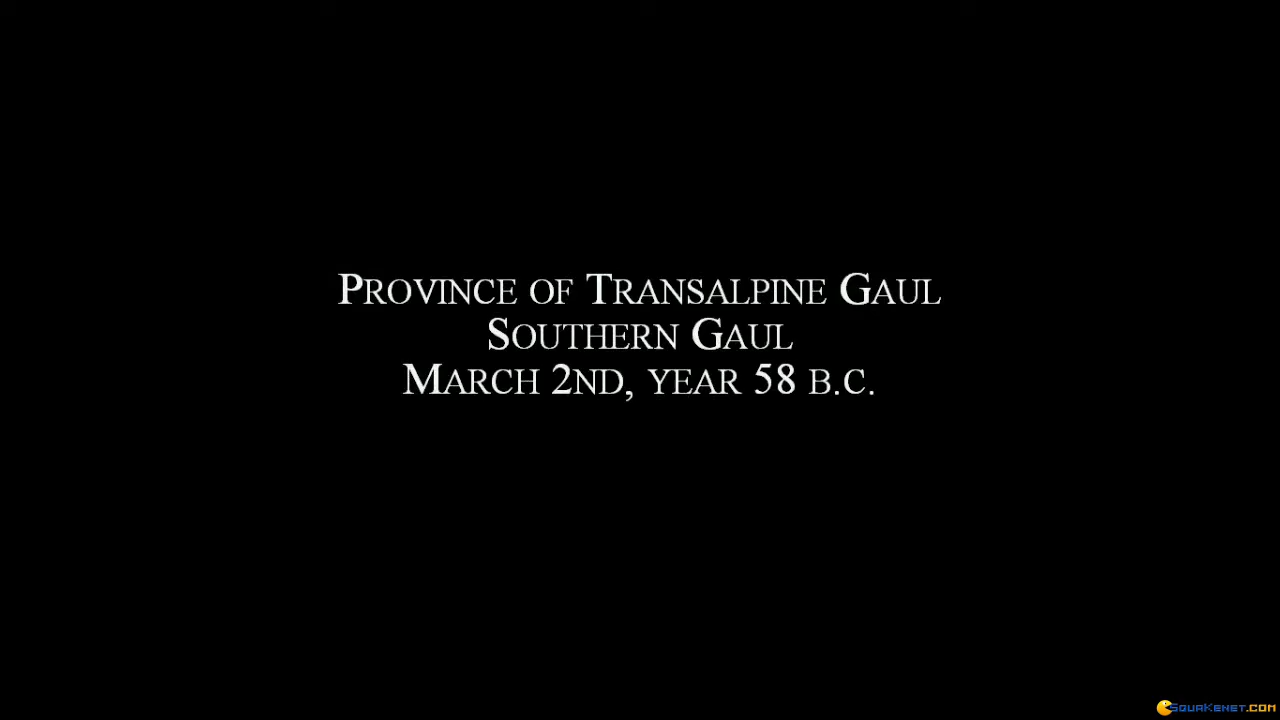 Province of Transalpine Gaul
Southern Gaul
March 2nd, year 58 b.c.
SquaKenet.com